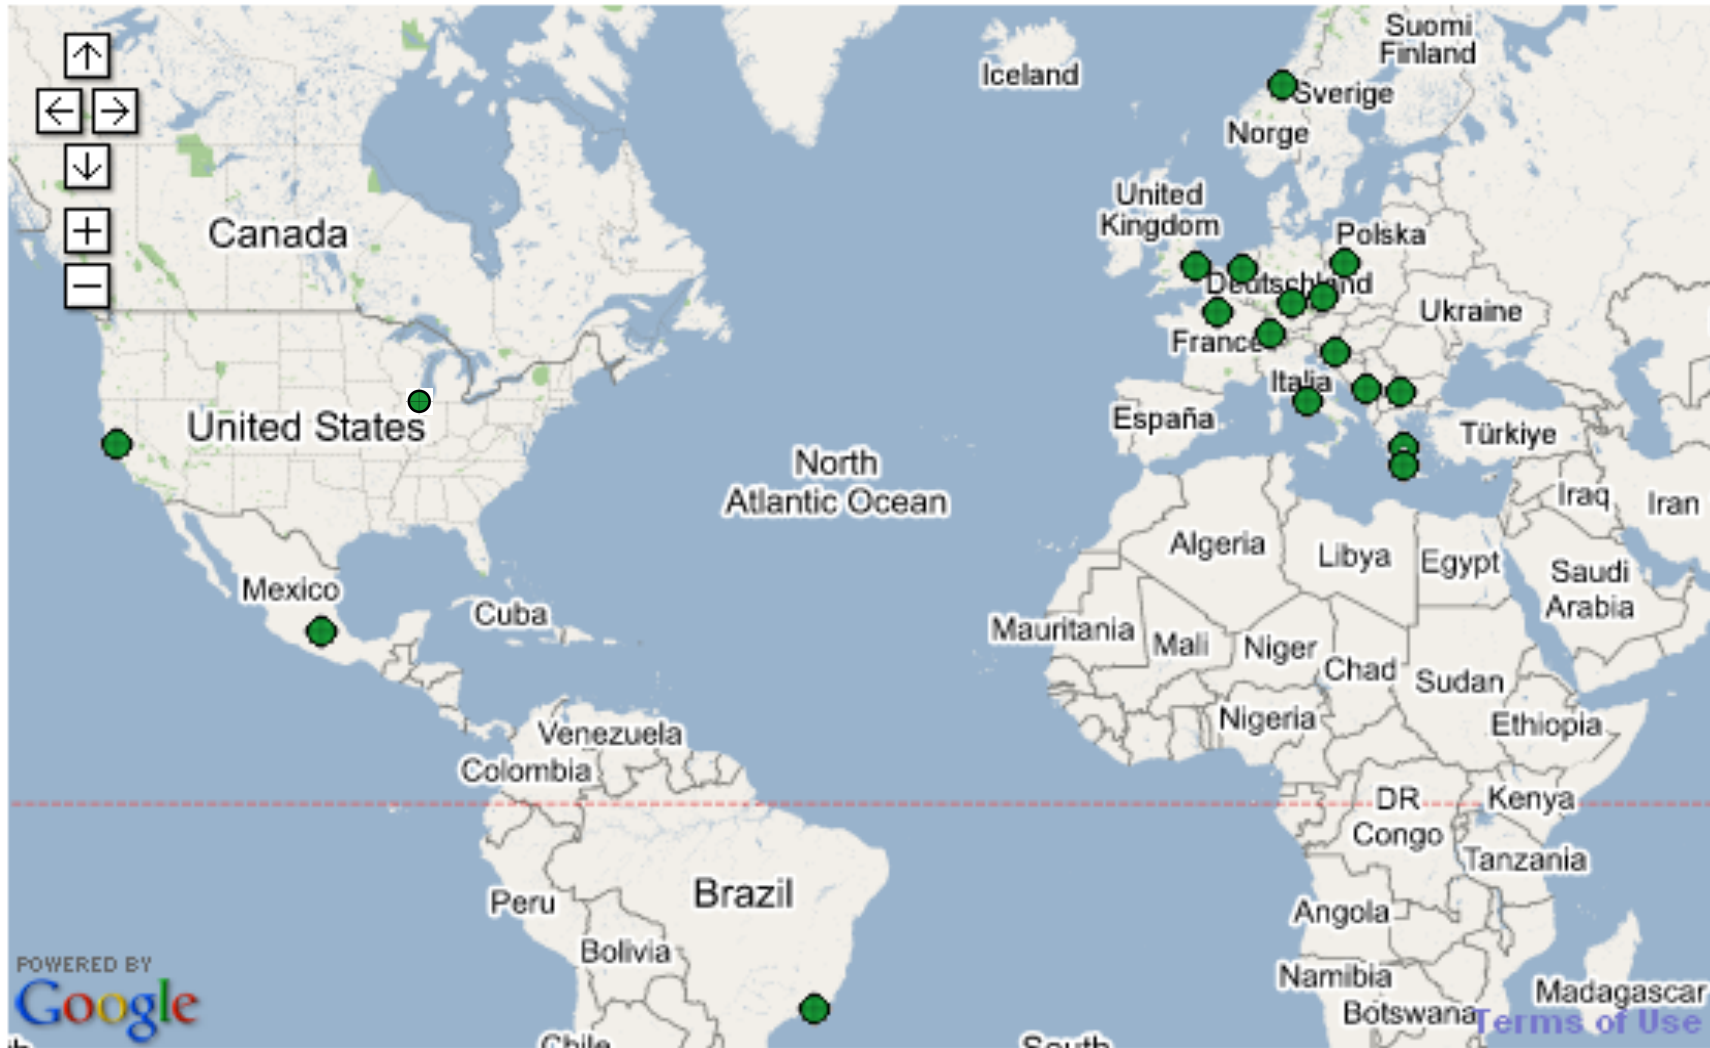 Suomi
Finland
Iceland
Sverige
Norge
United
Kingdom
Polska
Canada
Deutschland
Ukraine
France
Italia
España
United States
Türkiye
North
Atlantic Ocean
Iraq
Iran
Algeria
Libya
Egypt
Saudi
Arabia
Mexico
Cuba
Mauritania
Mali
Niger
Chad
Sudan
Nigeria
Ethiopia
Venezuela
Colombia
DR
Congo
Kenya
Tanzania
Peru
Brazil
Angola
Bolivia
Namibia
Madagascar
Botswana
POWERED BY
Google
Terms of Use
Chile
South